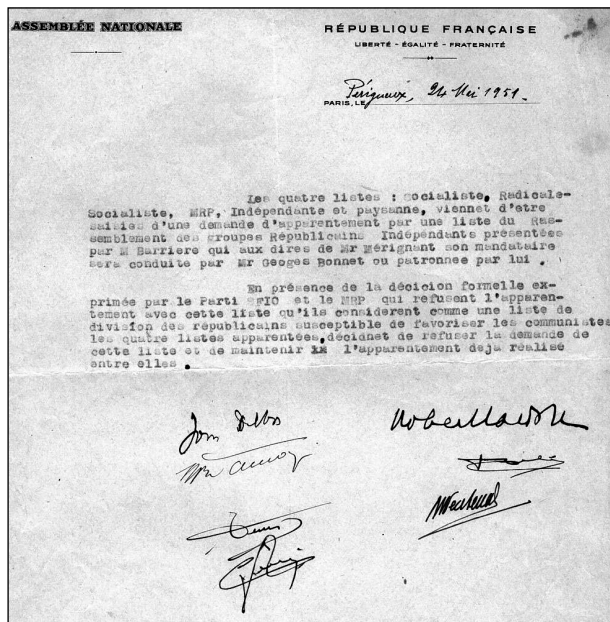 ASSEMBLÉE NATIONALE
RÉPUBLIQUE FRANÇAISE
LIBERTÉ - ÉGALITÉ - FRATERNITÉ
Périgueux, 24 Mai 1951.
PARIS, LE
Les quatre listes : socialiste, Radicale-
Socialiste, MRP, Indépendante et paysanne, viennet d'etre
saisies d'une demande d'apparentement par une liste du Ras-
semblement des groupes Républicains Indépendants présentées
par M Barriere qui aux dires de Mr Mérignant son mandataire
sera conduite par Mr Geoges Bonnet ou patronnee par lui .
En présence de la décicion formelle ex-
primée par le Parti SFIO et le MRP qui refusent l'apparen-
tement avec cette liste qu'ils considerent comme une liste de
division des républicains susceptible de favoriser les communistes
les quatre listes apparentées, décidnet de refuser la demande de
cette liste et de maintenir l'apparentement deja réalisé
entre elles .